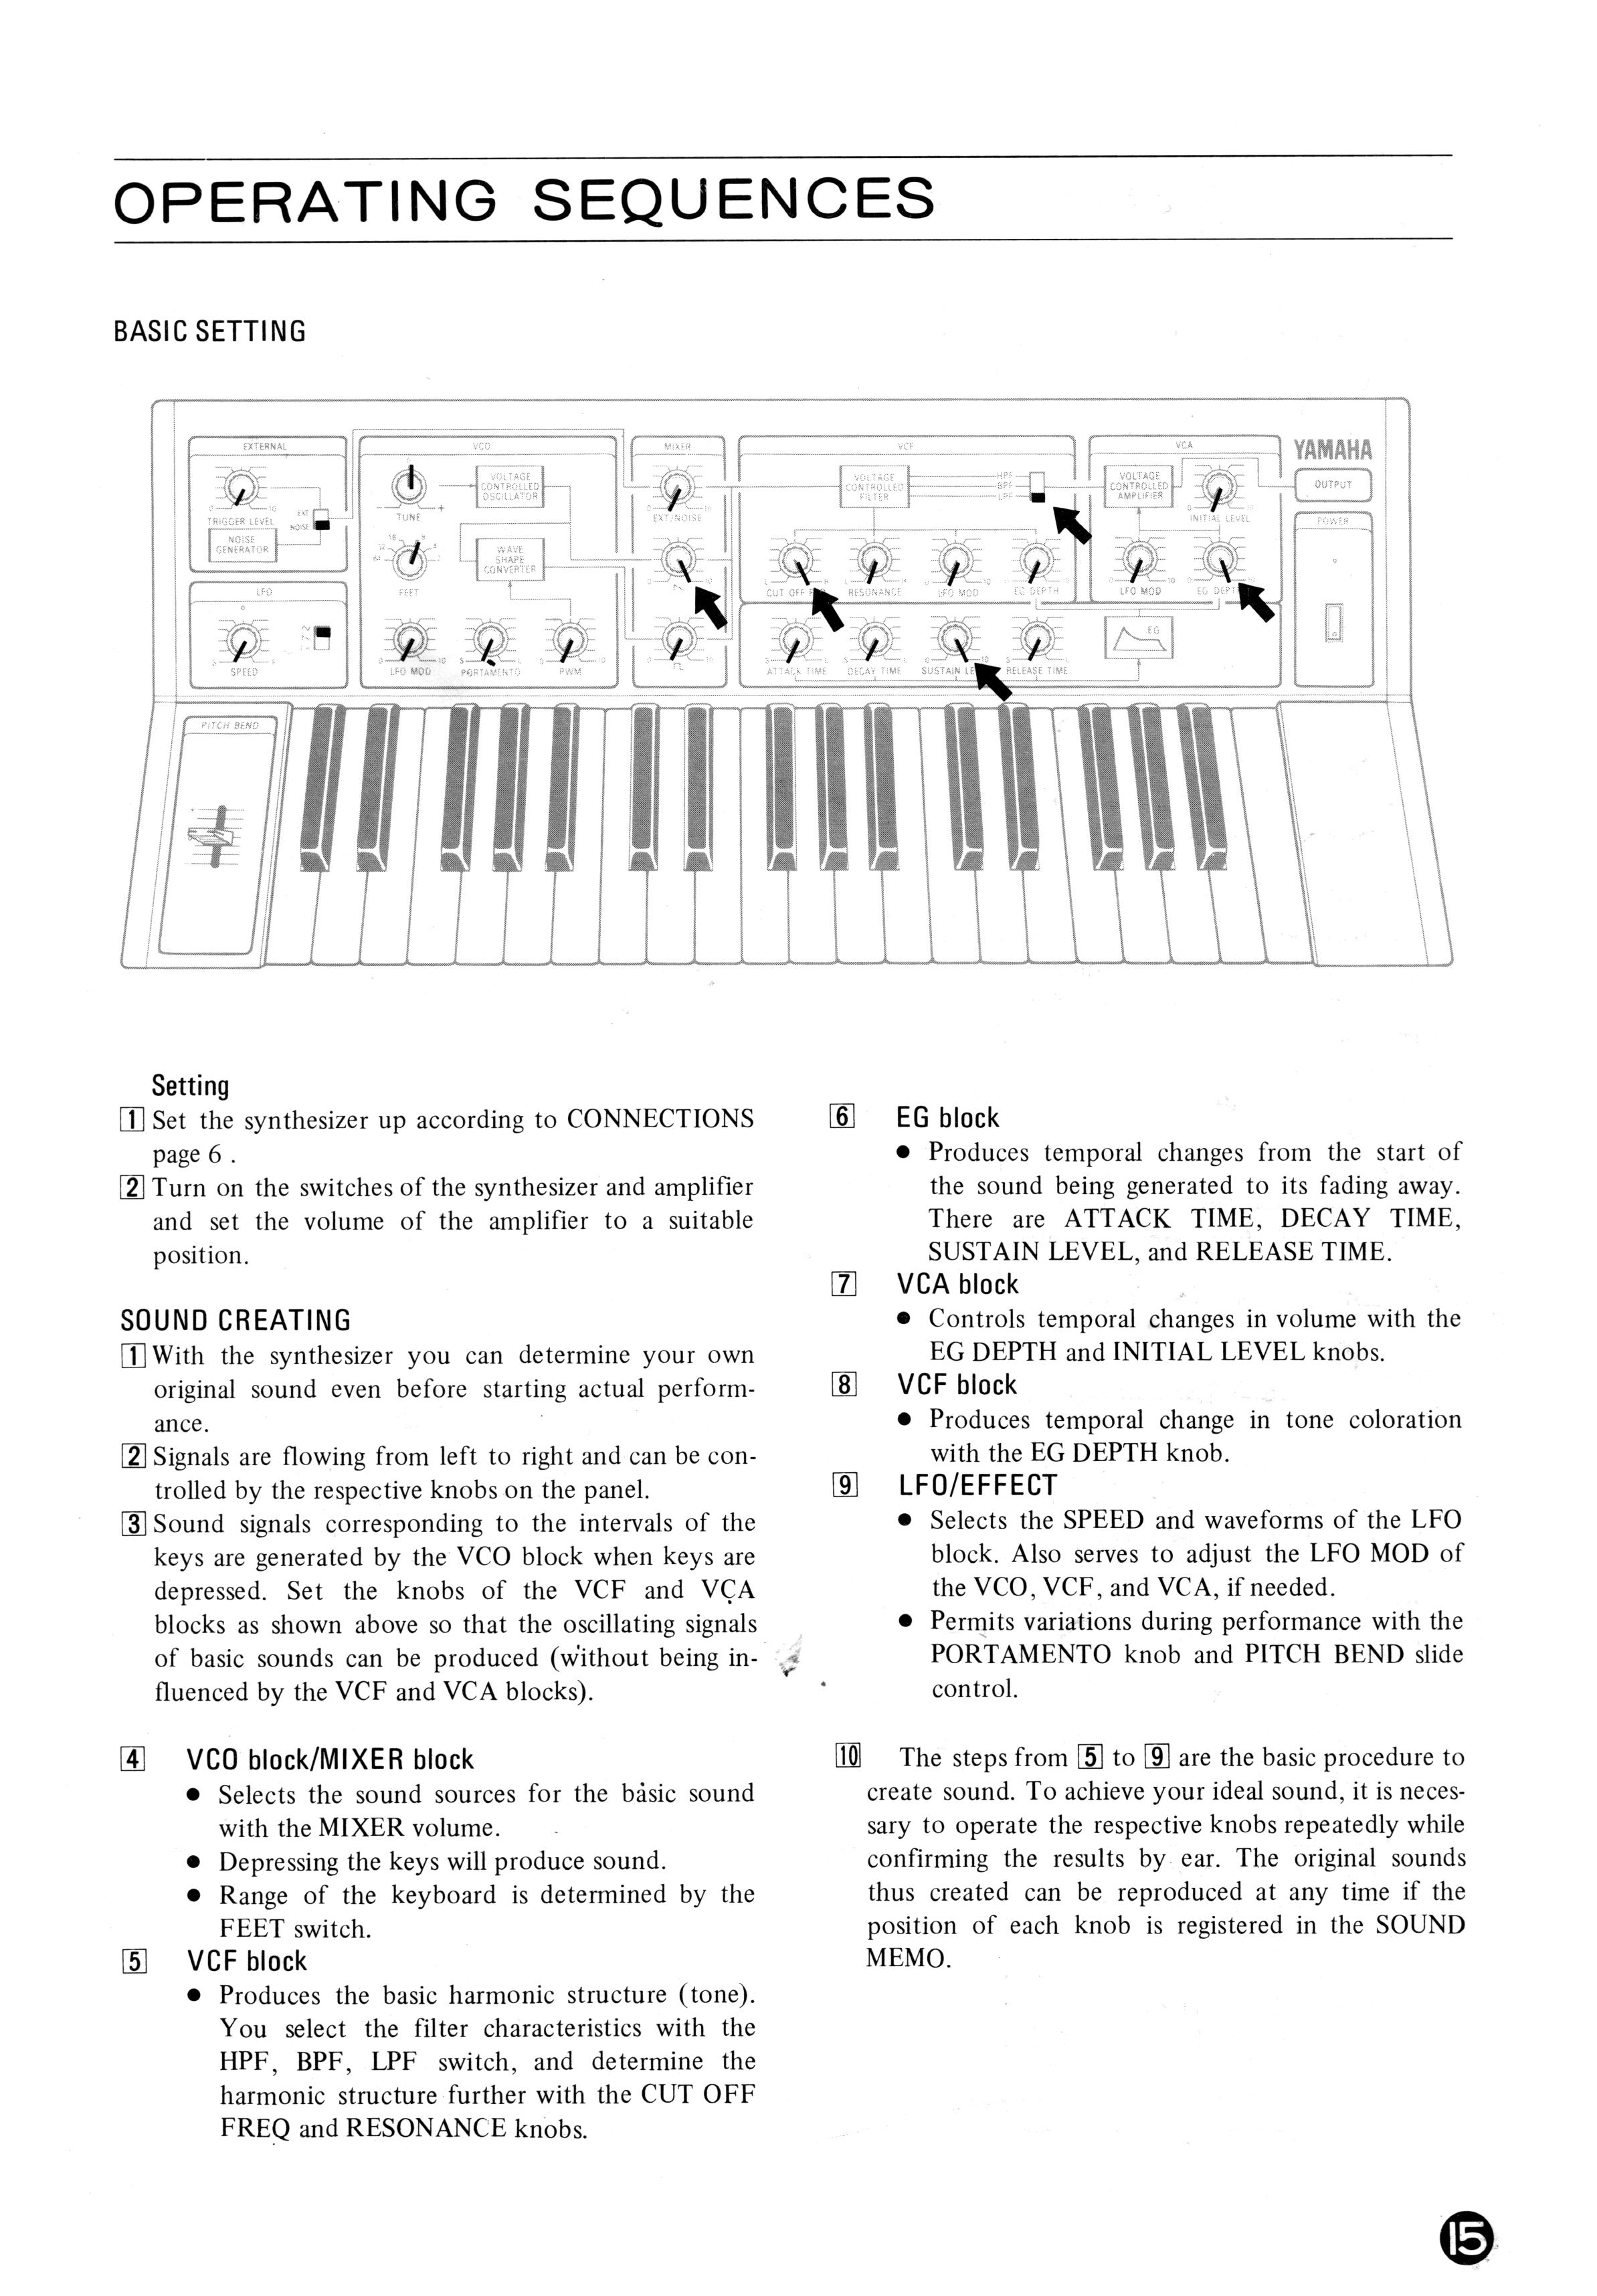 OPERATING SEQUENCES
BASIC SETTING
EXTERNAL
TRIGGER LEVEL
0
10
EXT
NOISE
NOISE
GENERATOR
LFO
SPEED
VCO
TUNE
+
VOLTAGE
CONTROLLED
OSCILLATOR
FEET
WAVE
SHAPE
CONVERTER
LFO MOD
PORTAMENTO
PWM
MIXER
EXT/NOISE
VCF
VOLTAGE
CONTROLLED
FILTER
HPF
BPF
LPF
CUT OFF
RESONANCE
LFO MOD
EG DEPTH
ATTACK TIME
DECAY TIME
SUSTAIN
RELEASE TIME
VCA
VOLTAGE
CONTROLLED
AMPLIFIER
INITIAL LEVEL
LFO MOD
EG
EG
YAMAHA
OUTPUT
POWER
PITCH BEND
Setting
1 Set the synthesizer up according to CONNECTIONS
page 6 .
2 Turn on the switches of the synthesizer and amplifier
and set the volume of the amplifier to a suitable
position.
SOUND CREATING
1 With the synthesizer you can determine your own
original sound even before starting actual perform-
ance.
2 Signals are flowing from left to right and can be con-
trolled by the respective knobs on the panel.
3 Sound signals corresponding to the intervals of the
keys are generated by the VCO block when keys are
depressed. Set the knobs of the VCF and VCA
blocks as shown above so that the oscillating signals
of basic sounds can be produced (without being in-
fluenced by the VCF and VCA blocks).
4 VCO block/MIXER block
● Selects the sound sources for the basic sound
with the MIXER volume.
● Depressing the keys will produce sound.
● Range of the keyboard is determined by the
FEET switch.
5 VCF block
● Produces the basic harmonic structure (tone).
You select the filter characteristics with the
HPF, BPF, LPF switch, and determine the
harmonic structure further with the CUT OFF
FREQ and RESONANCE knobs.
6 EG block
● Produces temporal changes from the start of
the sound being generated to its fading away.
There are ATTACK TIME, DECAY TIME,
SUSTAIN LEVEL, and RELEASE TIME.
7 VCA block
● Controls temporal changes in volume with the
EG DEPTH and INITIAL LEVEL knobs.
8 VCF block
● Produces temporal change in tone coloration
with the EG DEPTH knob.
9 LFO/EFFECT
● Selects the SPEED and waveforms of the LFO
block. Also serves to adjust the LFO MOD of
the VCO, VCF, and VCA, if needed.
● Permits variations during performance with the
PORTAMENTO knob and PITCH BEND slide
control.
10 The steps from 5 to 9 are the basic procedure to
create sound. To achieve your ideal sound, it is neces-
sary to operate the respective knobs repeatedly while
confirming the results by ear. The original sounds
thus created can be reproduced at any time if the
position of each knob is registered in the SOUND
MEMO.
15